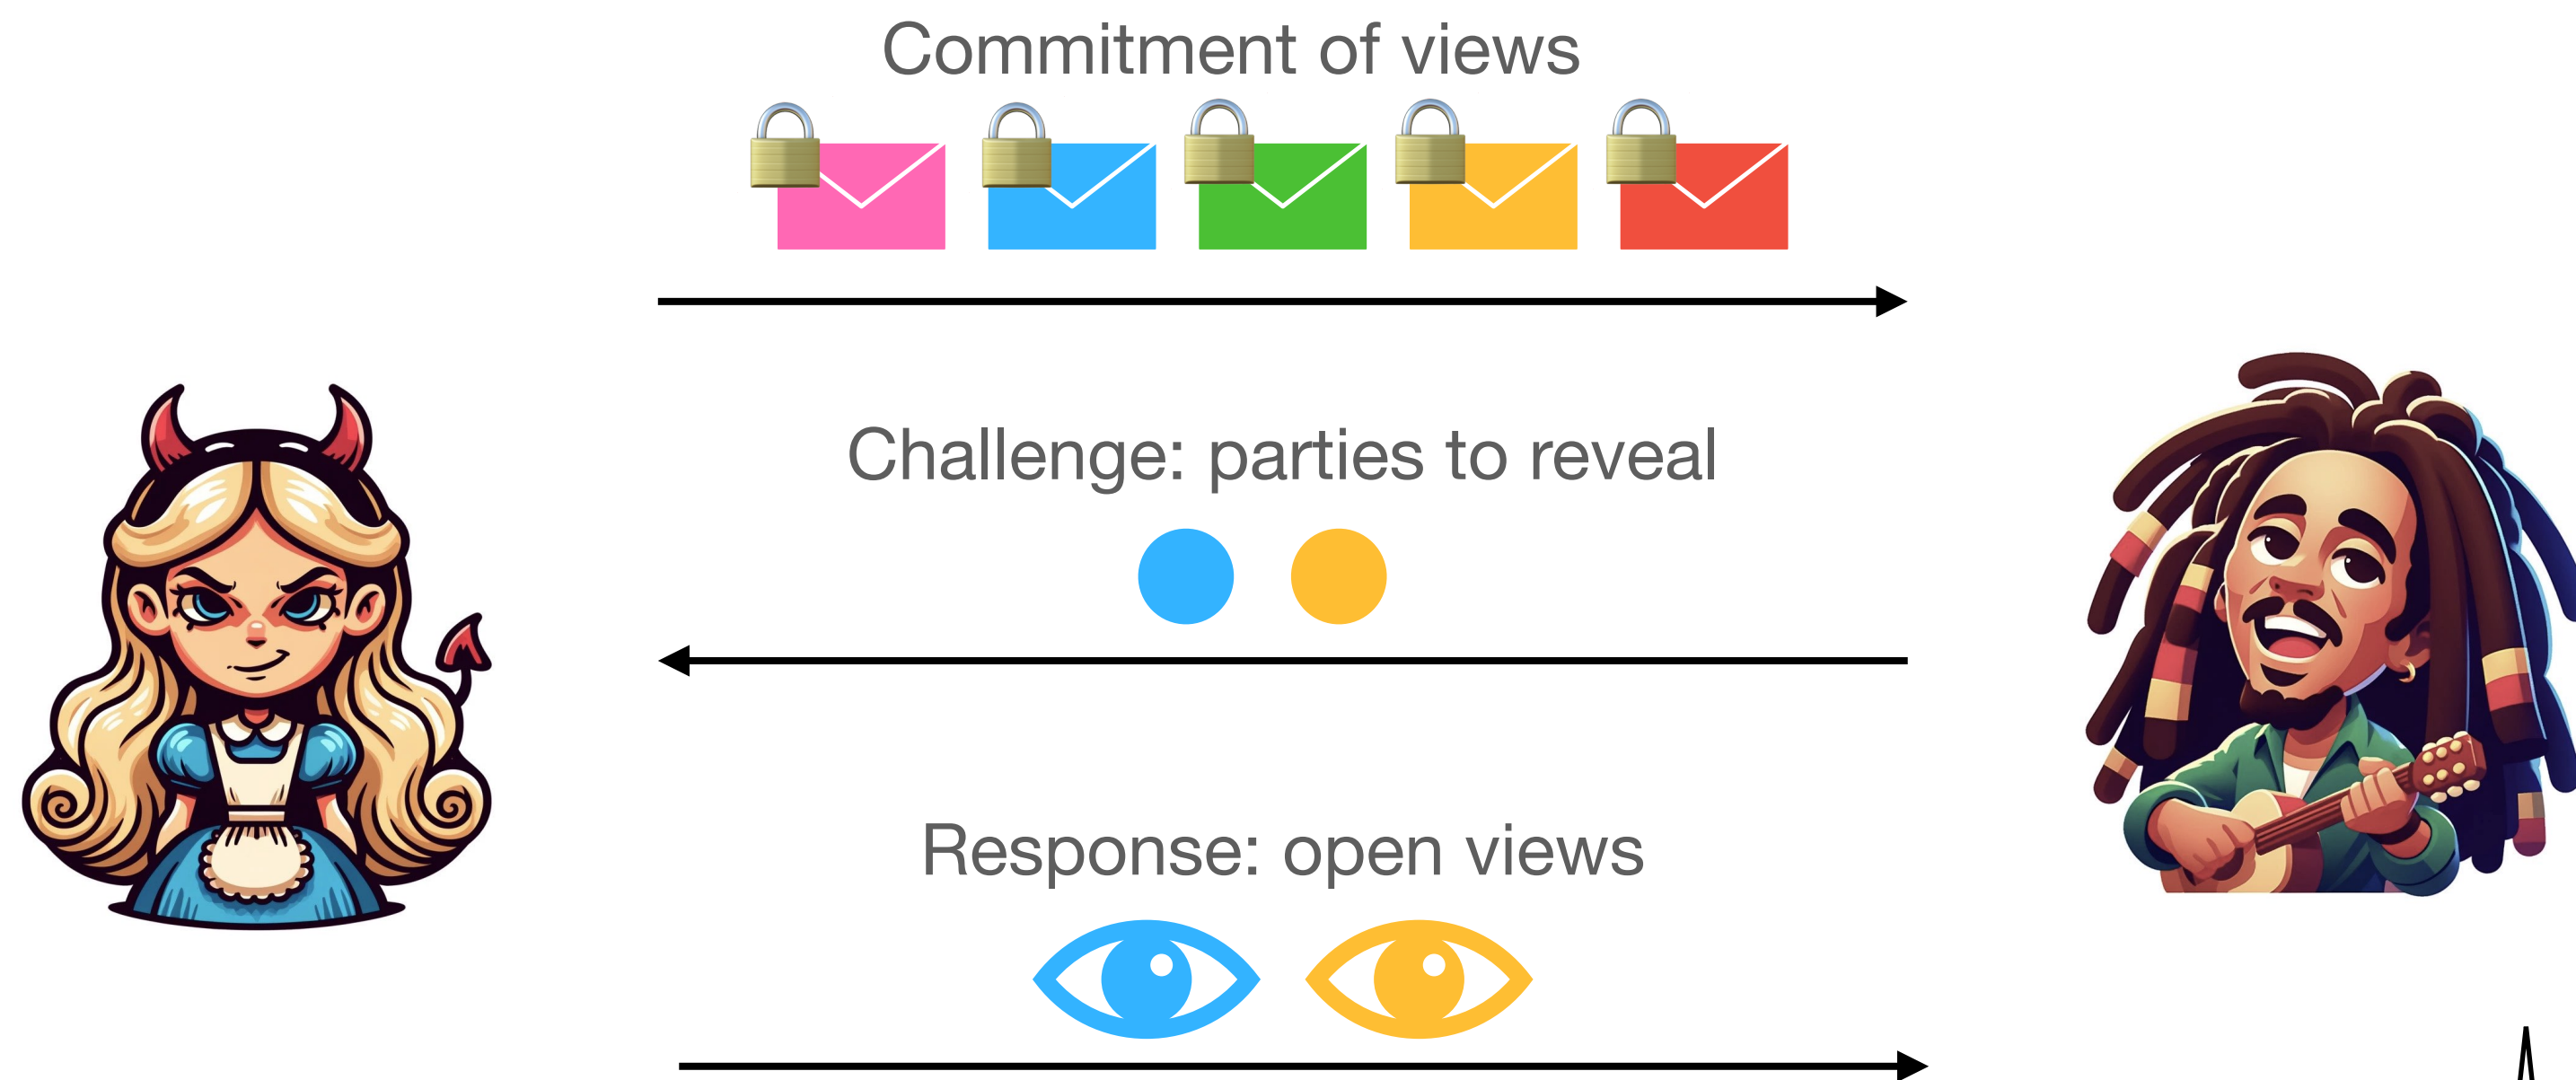 Commitment of views
Challenge: parties to reveal
Response: open views